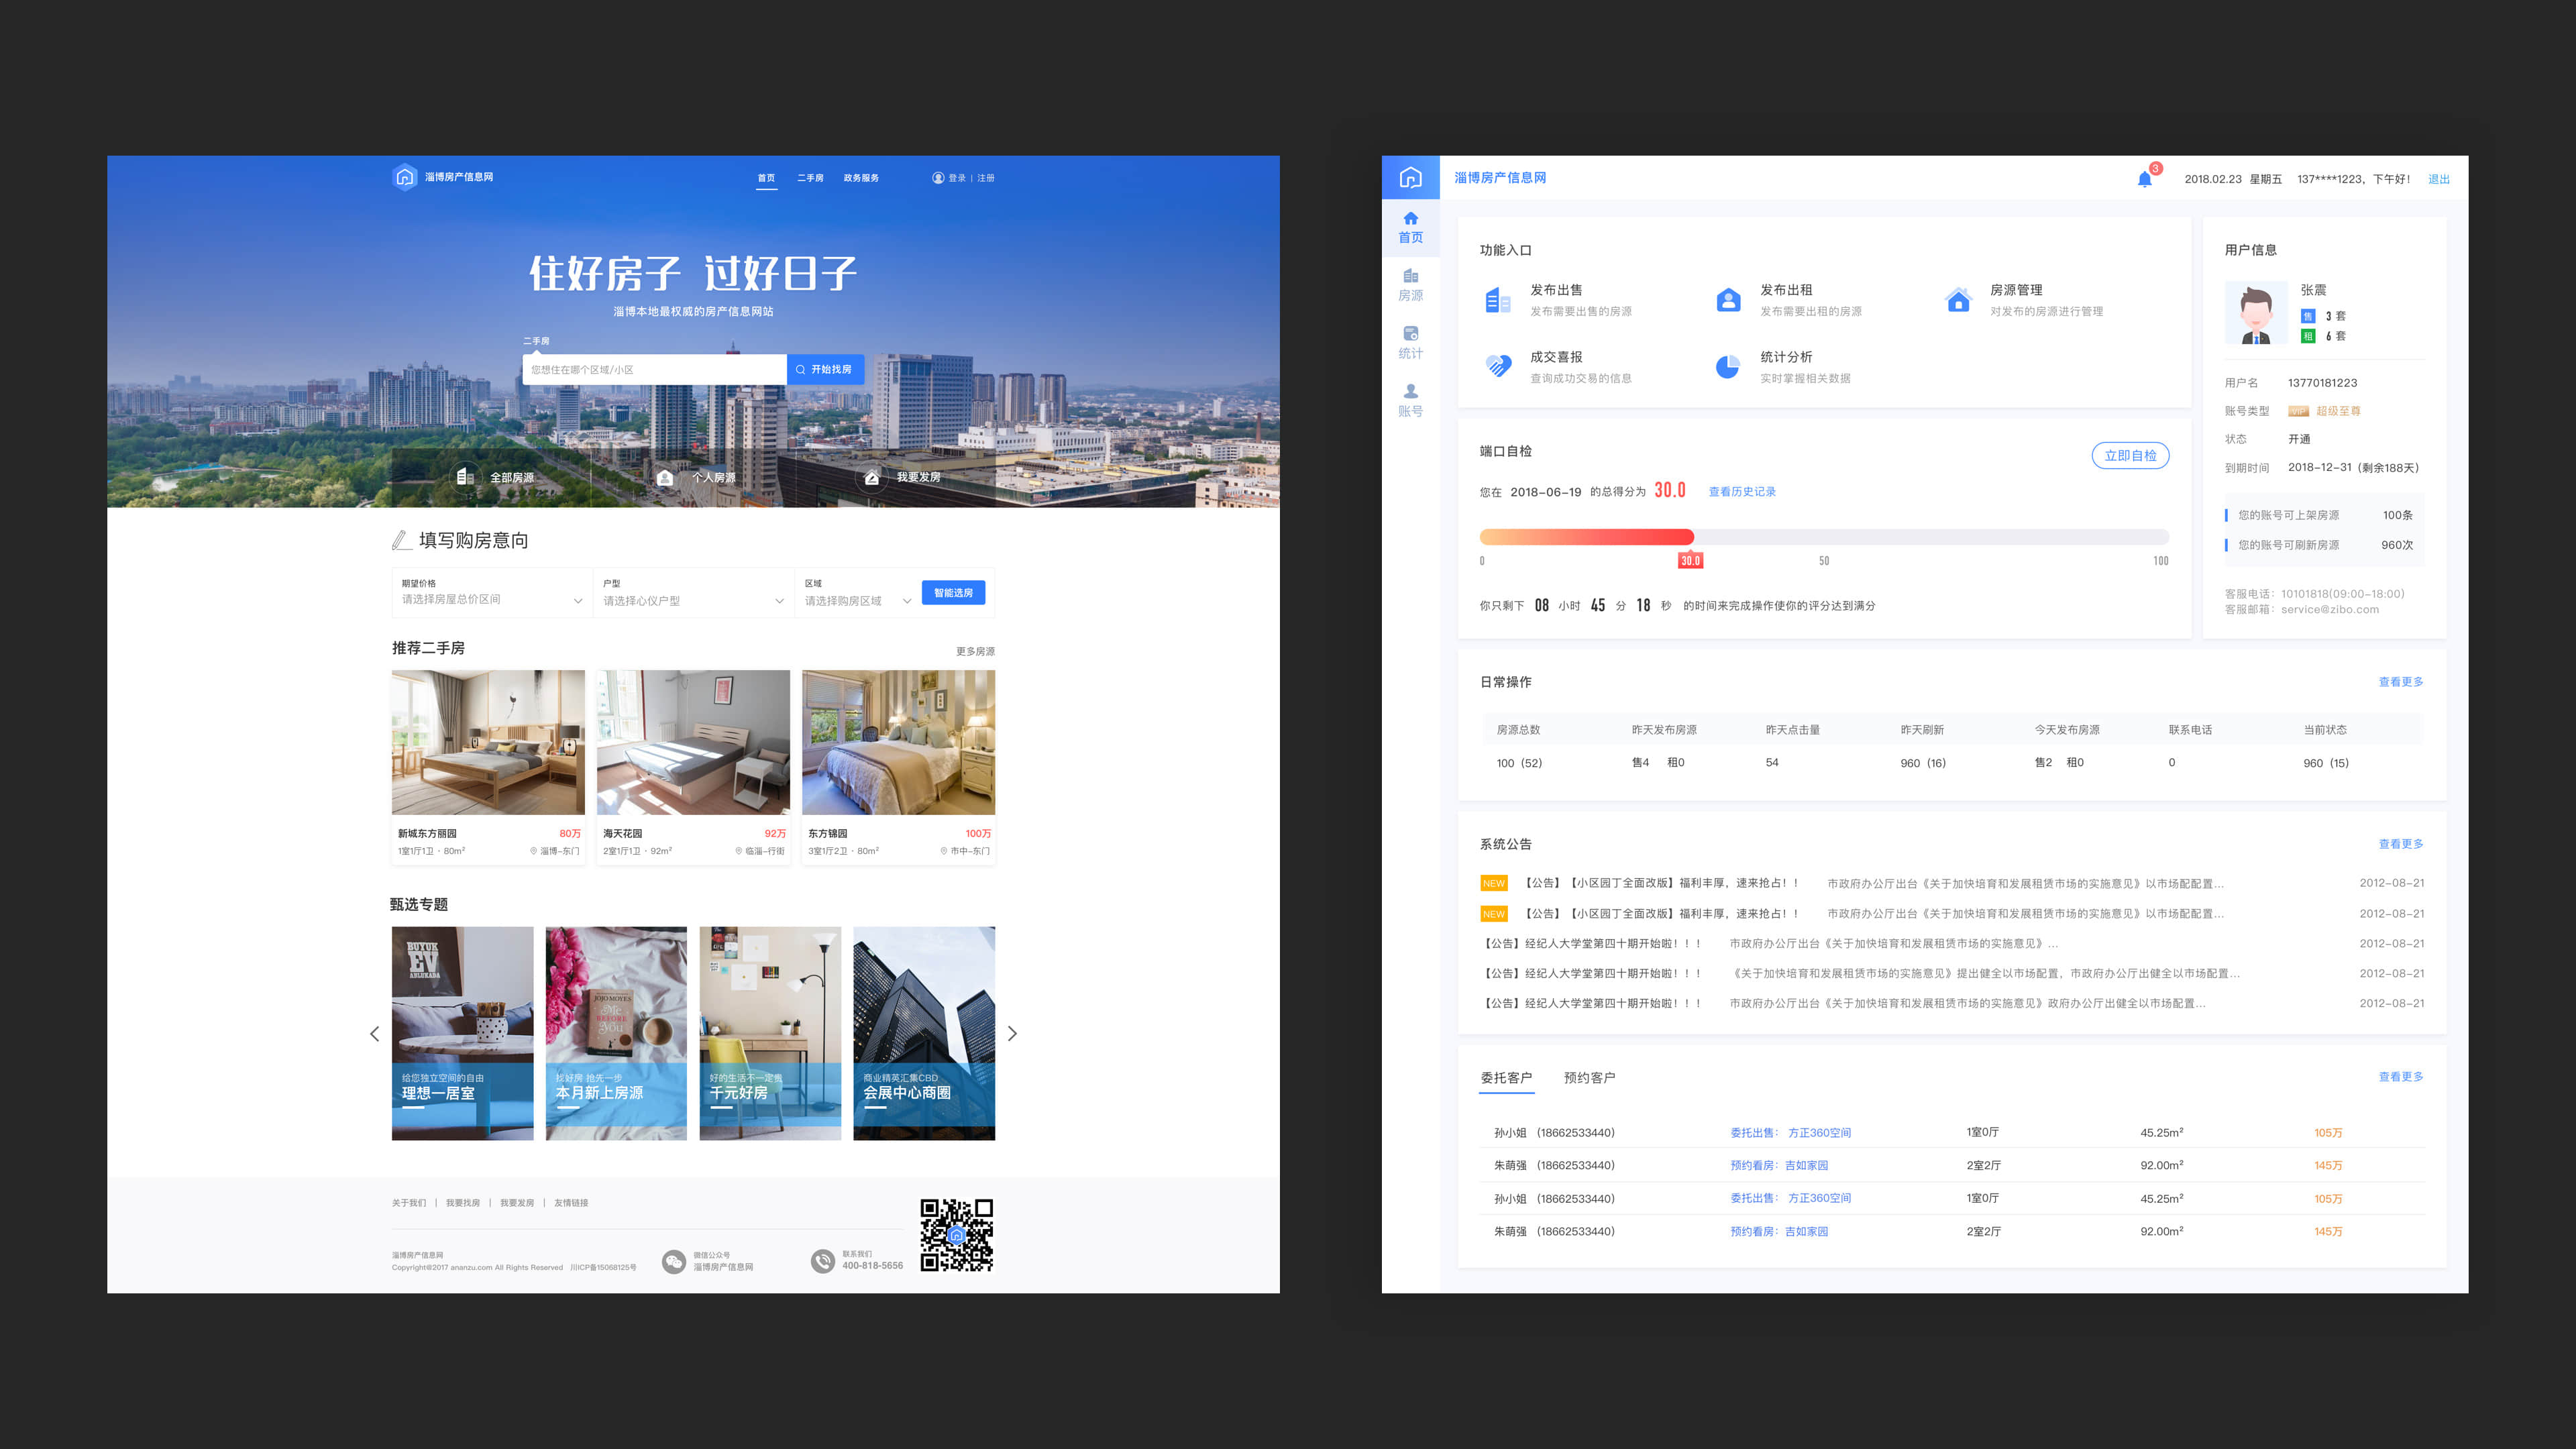 淄博房产信息网
首页 二手房 政务服务 登录 | 注册
住好房子 过好日子
淄博本地最权威的房产信息网站
二手房
您想住在哪个区域/小区 开始找房
全部房源 个人房源 我要发房
填写购房意向
期望价格 户型 区域
请选择房屋总价区间 请选择心仪户型 请选择购房区域 智能选房
推荐二手房 更多房源
新城东方丽园 80万 海天花园 92万 东方锦园 100万
1室1厅1卫 · 80m² 淄博-东门 2室1厅1卫 · 92m² 临淄-行街 3室1厅2卫 · 80m² 市中-东门
甄选专题
BUYUK
EV
ABLUKADA
JOJO MOYES
Me
BEFORE
You
给您独立空间的自由 找好房 抢先一步 好的生活不一定贵 商业精英汇集CBD
理想一居室 本月新上房源 千元好房 会展中心商圈
关于我们 | 我要找房 | 我要发房 | 友情链接
淄博房产信息网 微信公众号 联系我们
Copyright©2017 ananzu.com All Rights Reserved 川ICP备15068125号 淄博房产信息网 400-818-5656
淄博房产信息网 3 2018.02.23 星期五 137****1223，下午好！ 退出
首页
房源
统计
账号
功能入口
发布出售 发布出租 房源管理
发布需要出售的房源 发布需要出租的房源 对发布的房源进行管理
成交喜报 统计分析
查询成功交易的信息 实时掌握相关数据
端口自检 立即自检
您在 2018-06-19 的总得分为 30.0 查看历史记录
0 30.0 50 100
你只剩下 08 小时 45 分 18 秒 的时间来完成操作使你的评分达到满分
用户信息
张震
售 3 套
租 6 套
用户名 13770181223
账号类型 VIP 超级至尊
状态 开通
到期时间 2018-12-31（剩余188天）
您的账号可上架房源 100条
您的账号可刷新房源 960次
客服电话：10101818(09:00-18:00)
客服邮箱：service@zibo.com
日常操作 查看更多
房源总数 昨天发布房源 昨天点击量 昨天刷新 今天发布房源 联系电话 当前状态
100（52） 售4 租0 54 960（16） 售2 租0 0 960（15）
系统公告 查看更多
NEW 【公告】【小区园丁全面改版】福利丰厚，速来抢占！！ 市政府办公厅出台《关于加快培育和发展租赁市场的实施意见》以市场配配置... 2012-08-21
NEW 【公告】【小区园丁全面改版】福利丰厚，速来抢占！！ 市政府办公厅出台《关于加快培育和发展租赁市场的实施意见》以市场配配置... 2012-08-21
【公告】经纪人大学堂第四十期开始啦！！！ 市政府办公厅出台《关于加快培育和发展租赁市场的实施意见》... 2012-08-21
【公告】经纪人大学堂第四十期开始啦！！！ 《关于加快培育和发展租赁市场的实施意见》提出健全以市场配置，市政府办公厅出健全以市场配置... 2012-08-21
【公告】经纪人大学堂第四十期开始啦！！！ 市政府办公厅出台《关于加快培育和发展租赁市场的实施意见》政府办公厅出健全以市场配置... 2012-08-21
委托客户 预约客户 查看更多
孙小姐 （18662533440） 委托出售： 方正360空间 1室0厅 45.25m² 105万
朱萌强 （18662533440） 预约看房：吉如家园 2室2厅 92.00m² 145万
孙小姐 （18662533440） 委托出售： 方正360空间 1室0厅 45.25m² 105万
朱萌强 （18662533440） 预约看房：吉如家园 2室2厅 92.00m² 145万